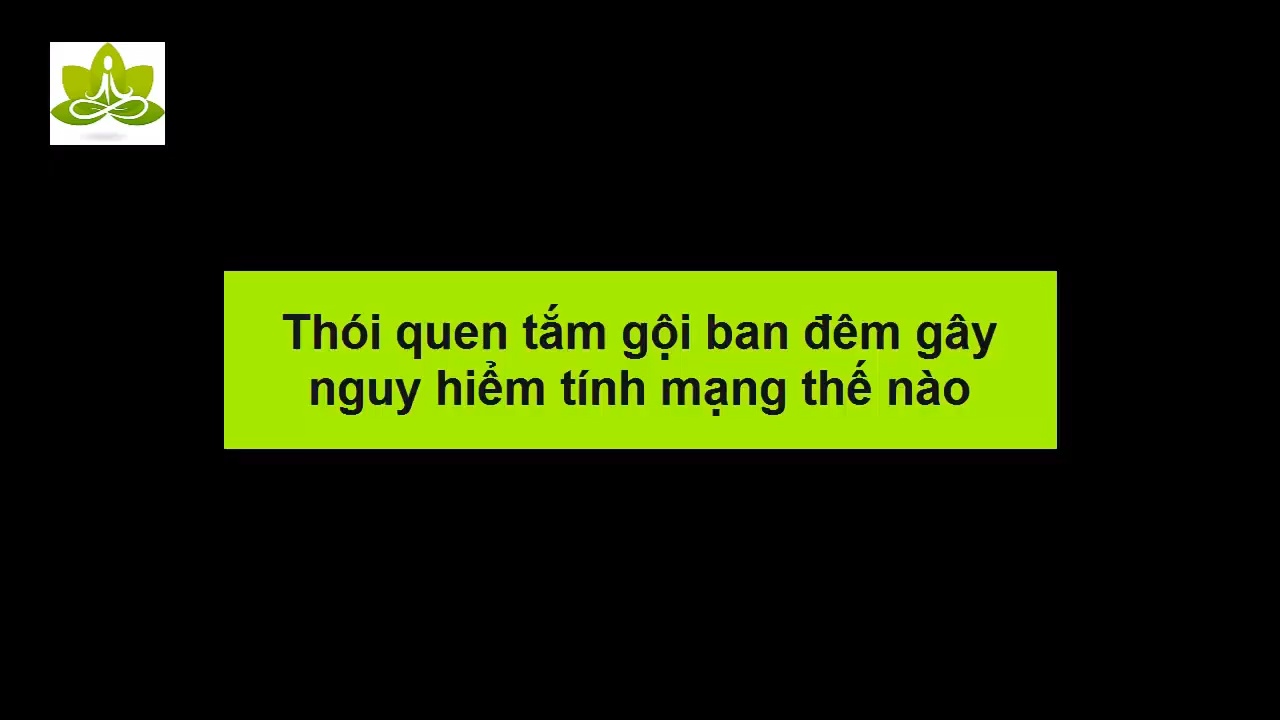 Thói quen tắm gội ban đêm gây
nguy hiểm tính mạng thế nào